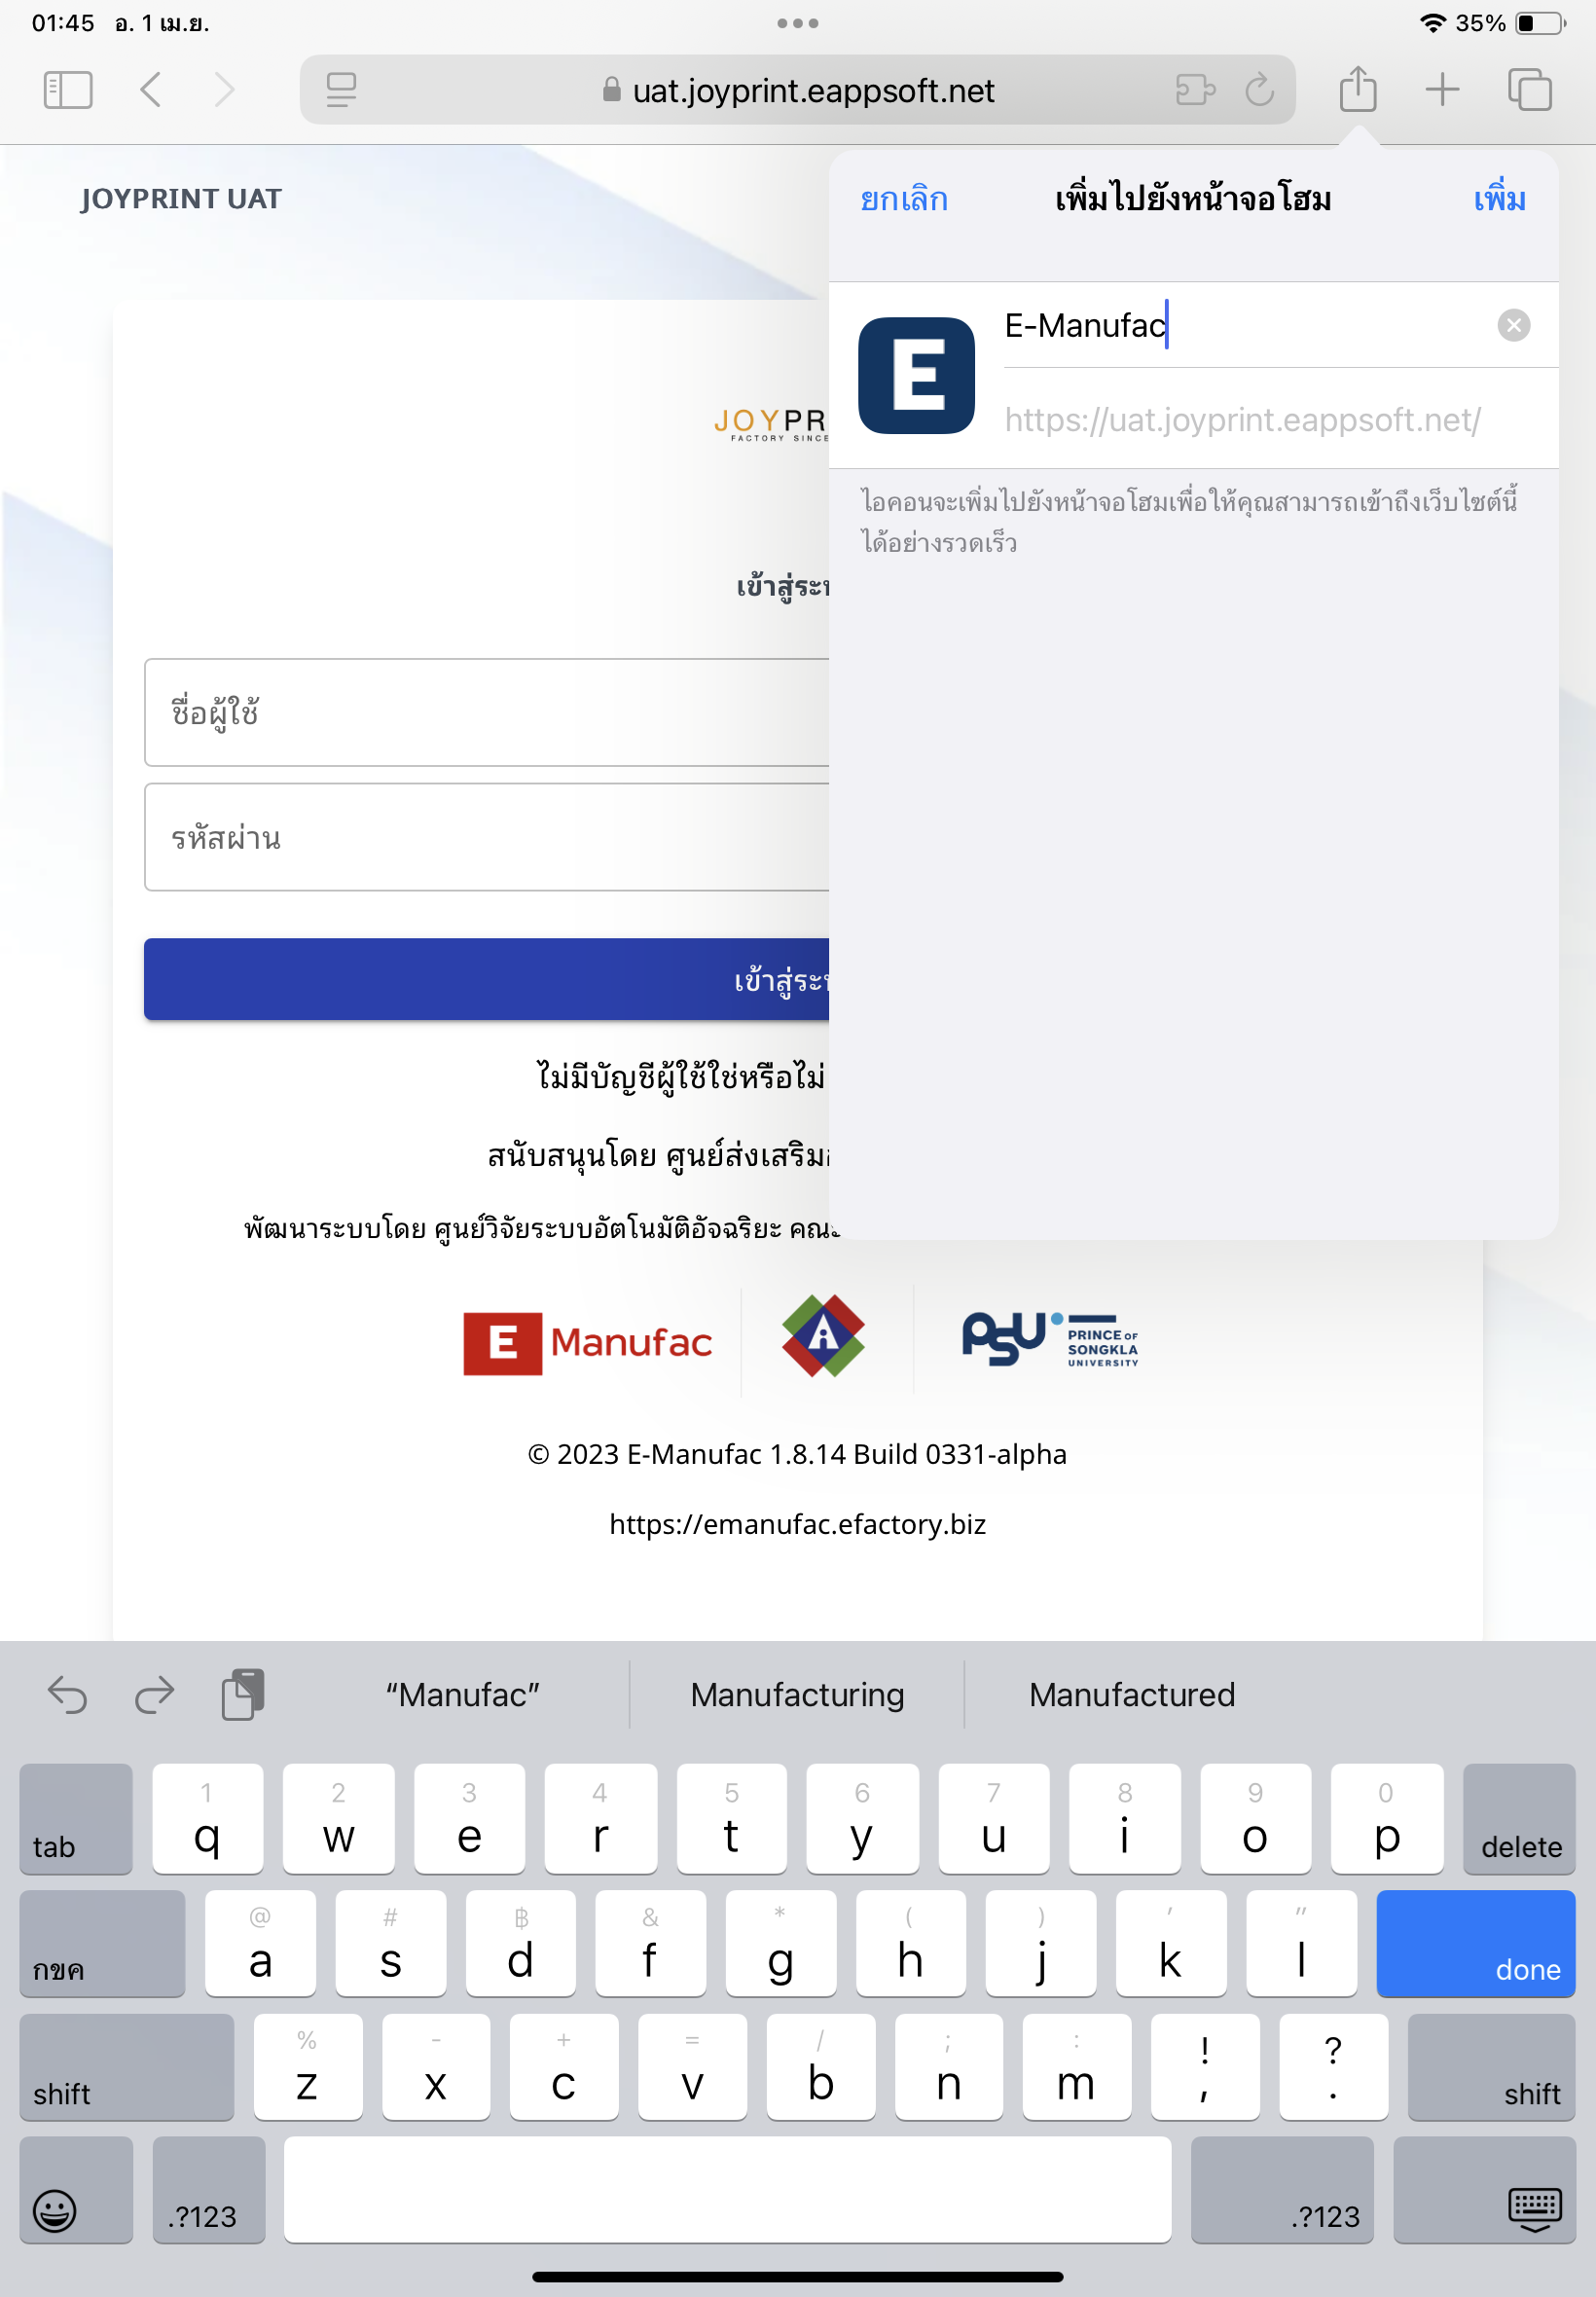 01:45 อ. 1 เม.ย.
35%
uat.joyprint.eappsoft.net
JOYPRINT UAT
ยกเลิก เพิ่มไปยังหน้าจอโฮม เพิ่ม
E
E-Manufac
https://uat.joyprint.eappsoft.net/
ไอคอนจะเพิ่มไปยังหน้าจอโฮมเพื่อให้คุณสามารถเข้าถึงเว็บไซต์นี้
ได้อย่างรวดเร็ว
JOYPR
FACTORY SINCE
เข้าสู่ระ
ชื่อผู้ใช้
รหัสผ่าน
เข้าสู่ระ
ไม่มีบัญชีผู้ใช้ใช่หรือไม่
สนับสนุนโดย ศูนย์ส่งเสริม
พัฒนาระบบโดย ศูนย์วิจัยระบบอัตโนมัติอัจฉริยะ คณะ
E Manufac
PSU PRINCE OF
SONGKLA
UNIVERSITY
© 2023 E-Manufac 1.8.14 Build 0331-alpha
https://emanufac.efactory.biz
“Manufac” Manufacturing Manufactured
1 2 3 4 5 6 7 8 9 0
tab q w e r t y u i o p delete
@ # ฿ & * ( ) ' "
กขค a s d f g h j k l done
% - + = / ; : ! ?
shift z x c v b n m , . shift
.?123 .?123